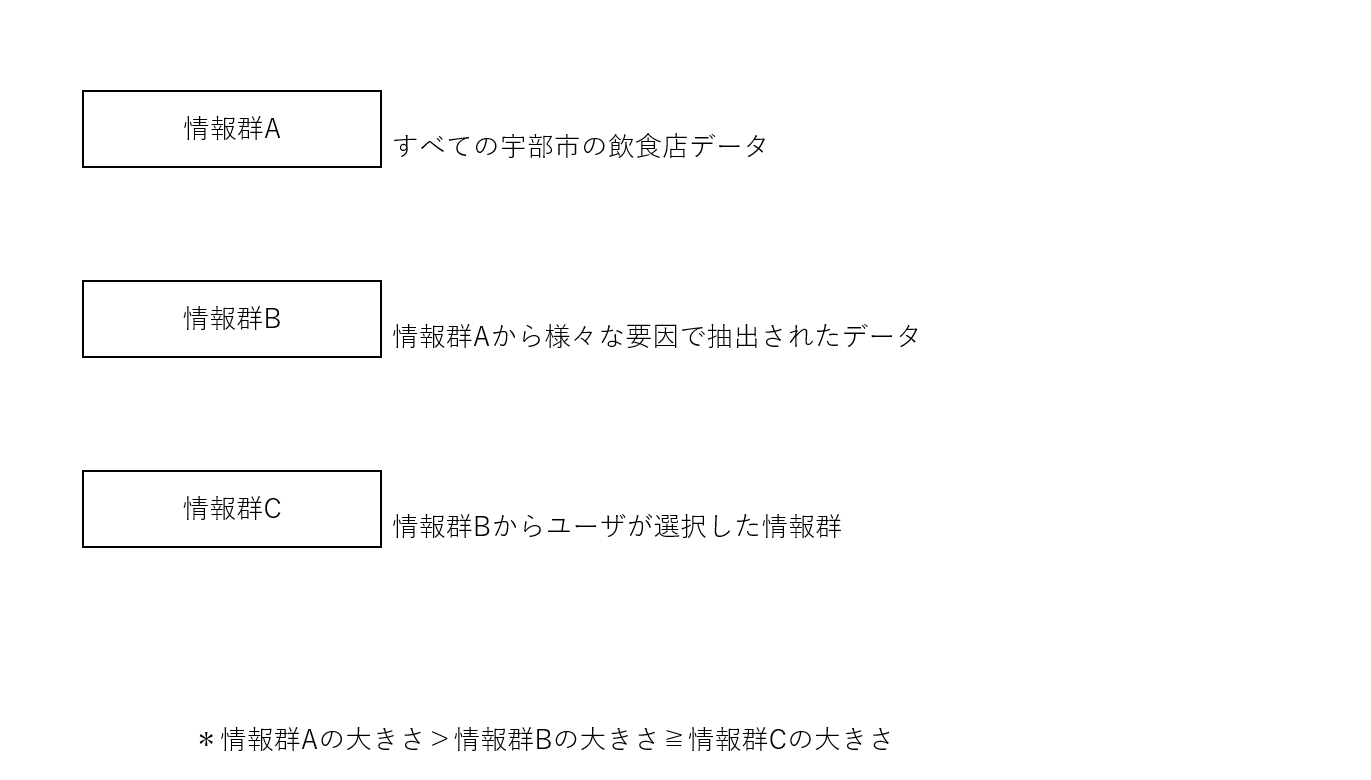 情報群A
すべての宇部市の飲食店データ
情報群B
情報群Aから様々な要因で抽出されたデータ
情報群C
情報群Bからユーザが選択した情報群
＊情報群Aの大きさ＞情報群Bの大きさ≧情報群Cの大きさ